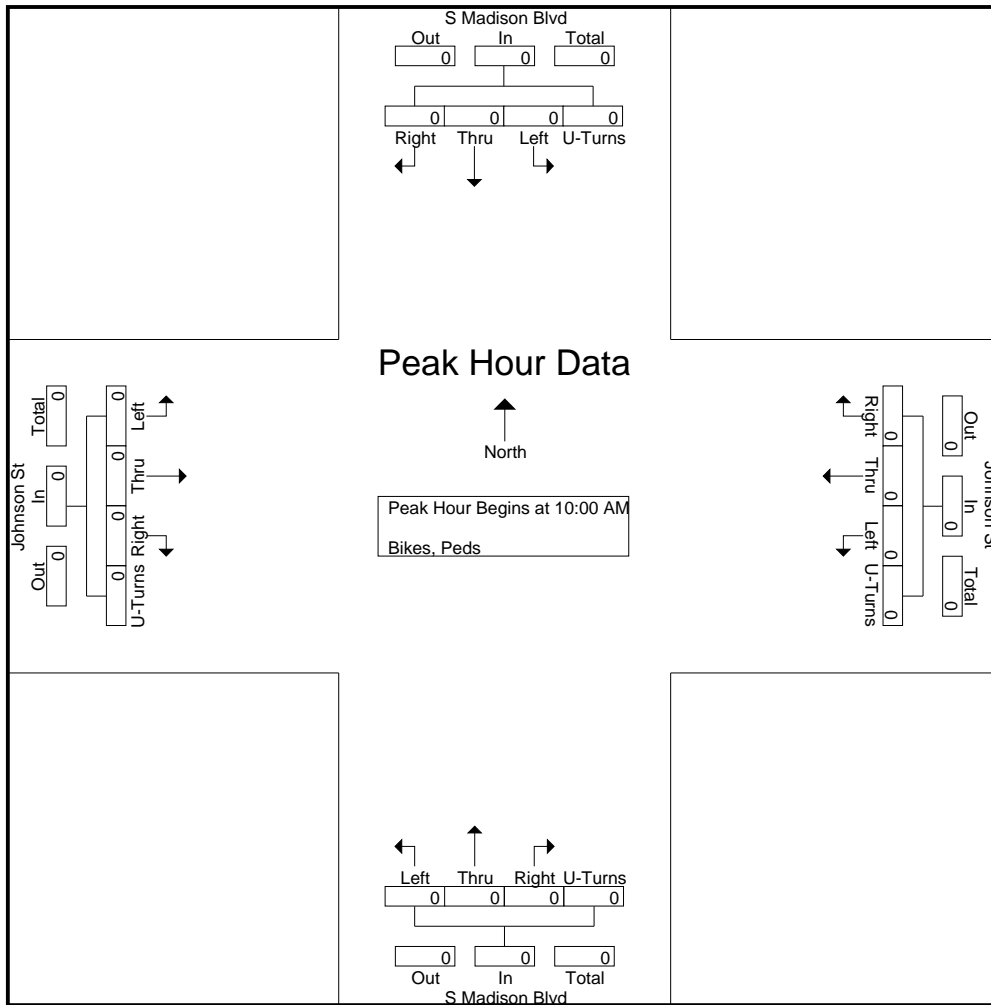 S Madison Blvd
Out In Total
0 0 0
0 0 0 0
Right Thru Left U-Turns
Peak Hour Data
North
Peak Hour Begins at 10:00 AM
Bikes, Peds
Johnson St
Out In Total
0 0 0
0 0 0 0
U-Turns Right Thru Left
Johnson St
Out In Total
0 0 0
0 0 0 0
Right Thru Left U-Turns
Left Thru Right U-Turns
0 0 0 0
0 0 0
Out In Total
S Madison Blvd